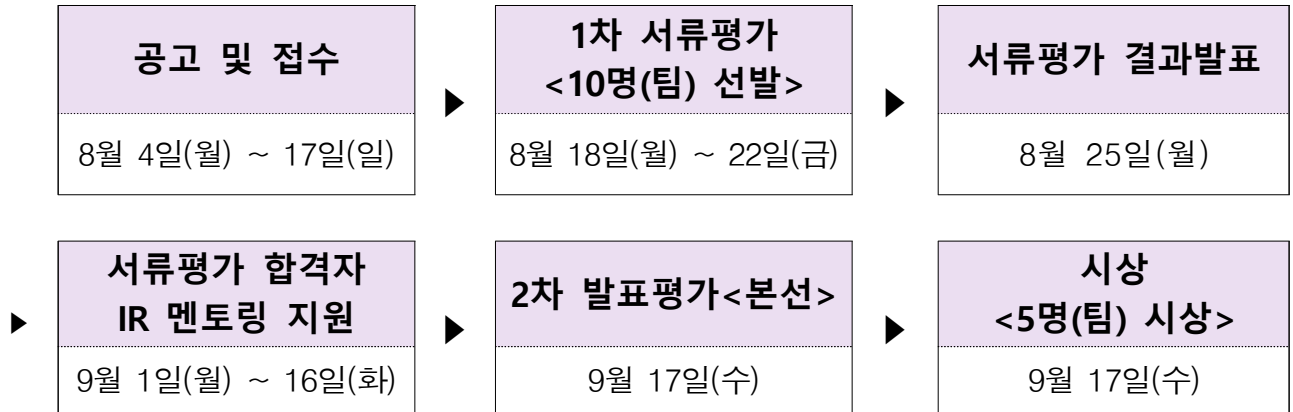 공고 및 접수
8월 4일(월) ~ 17일(일)
▶
1차 서류평가
<10명(팀) 선발>
8월 18일(월) ~ 22일(금)
▶
서류평가 결과발표
8월 25일(월)
▶
서류평가 합격자
IR 멘토링 지원
9월 1일(월) ~ 16일(화)
▶
2차 발표평가<본선>
9월 17일(수)
▶
시상
<5명(팀) 시상>
9월 17일(수)